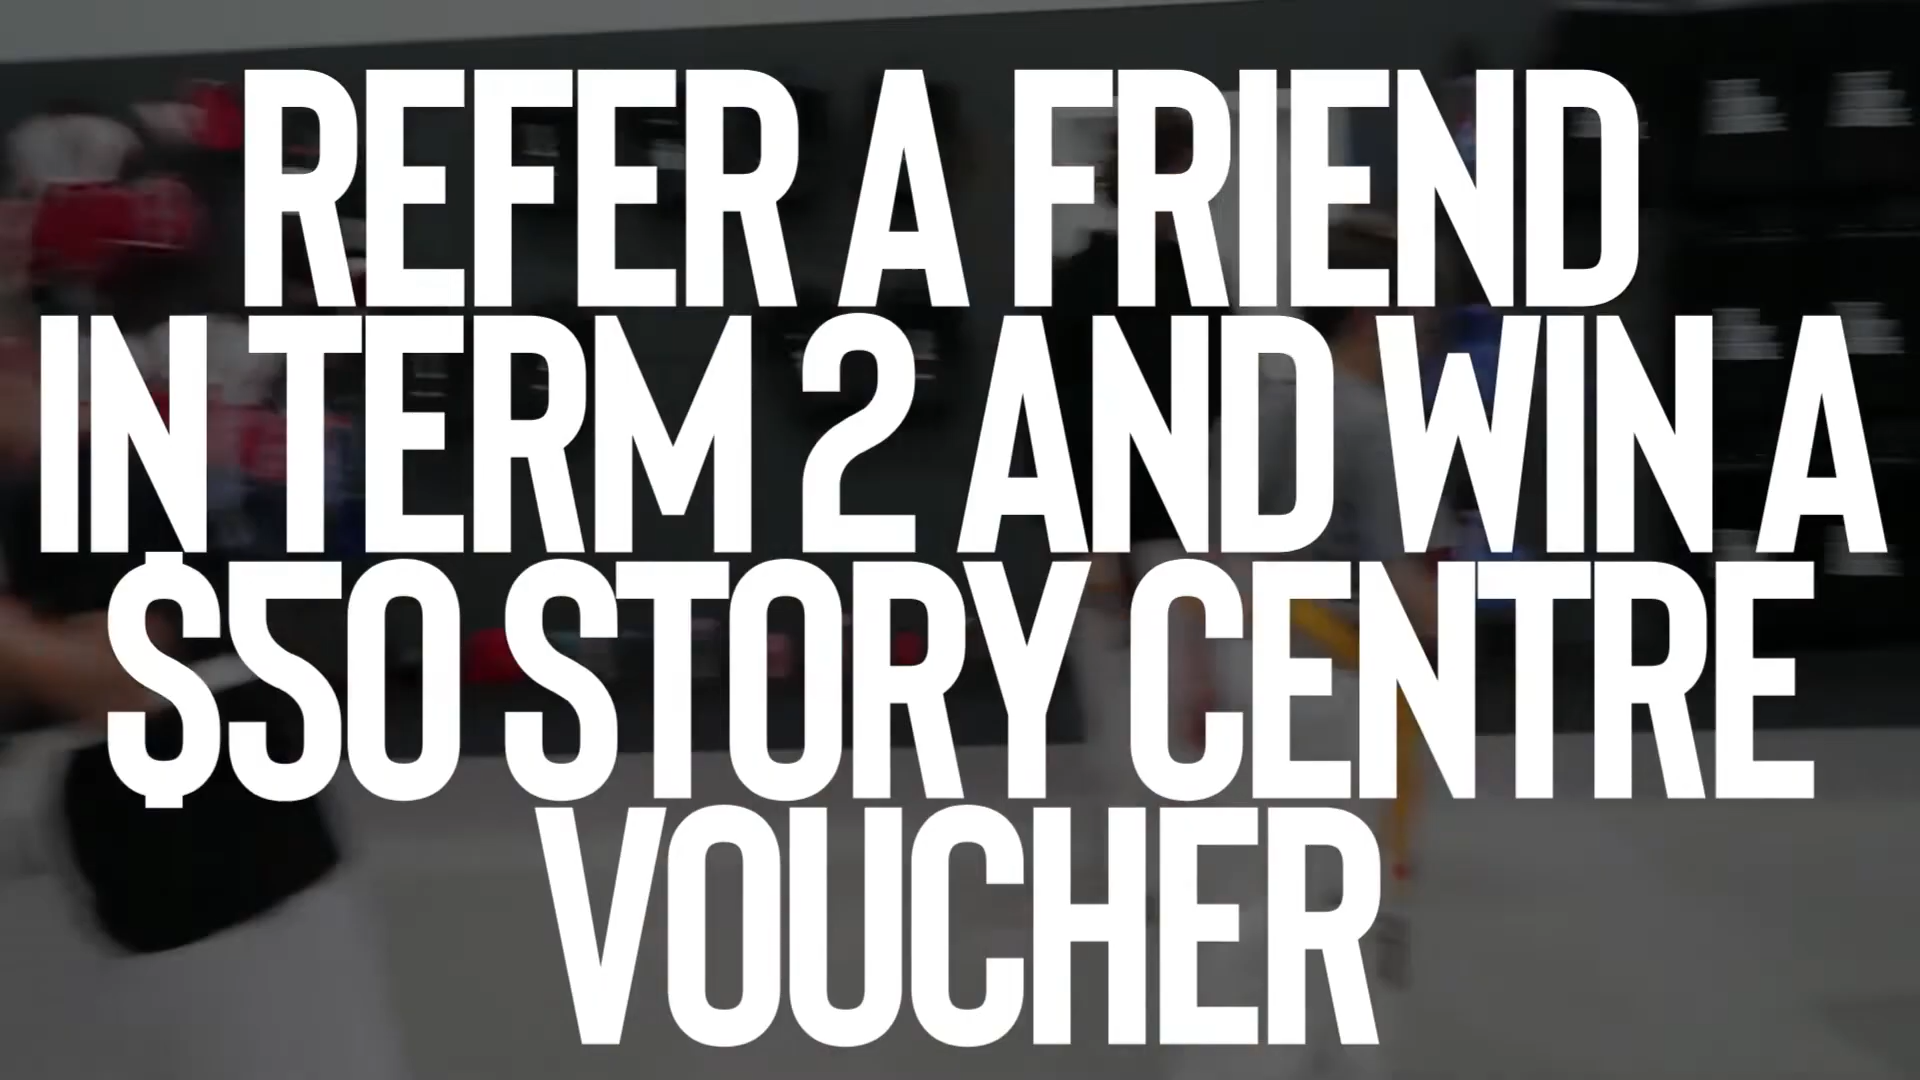 REFER A FRIEND
IN TERM 2 AND WIN A
$50 STORY CENTRE
VOUCHER